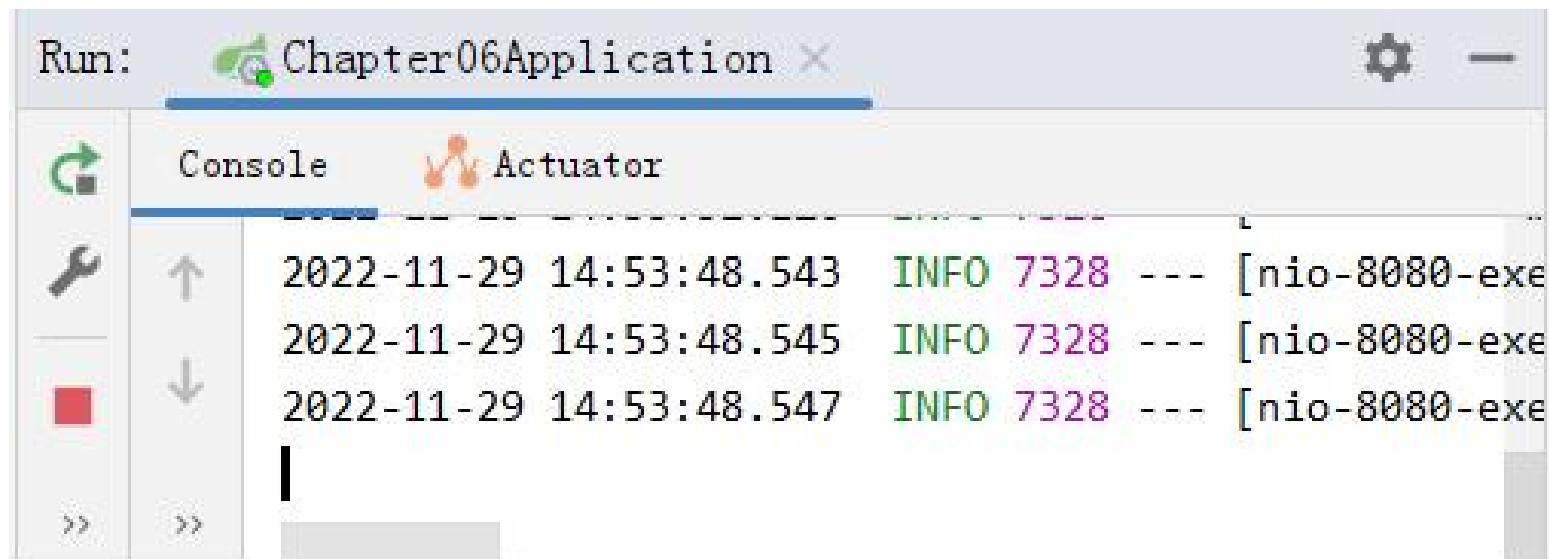 Run: Chapter06Application
Console Actuator
2022-11-29 14:53:48.543 INFO 7328 --- [nio-8080-exe
2022-11-29 14:53:48.545 INFO 7328 --- [nio-8080-exe
2022-11-29 14:53:48.547 INFO 7328 --- [nio-8080-exe